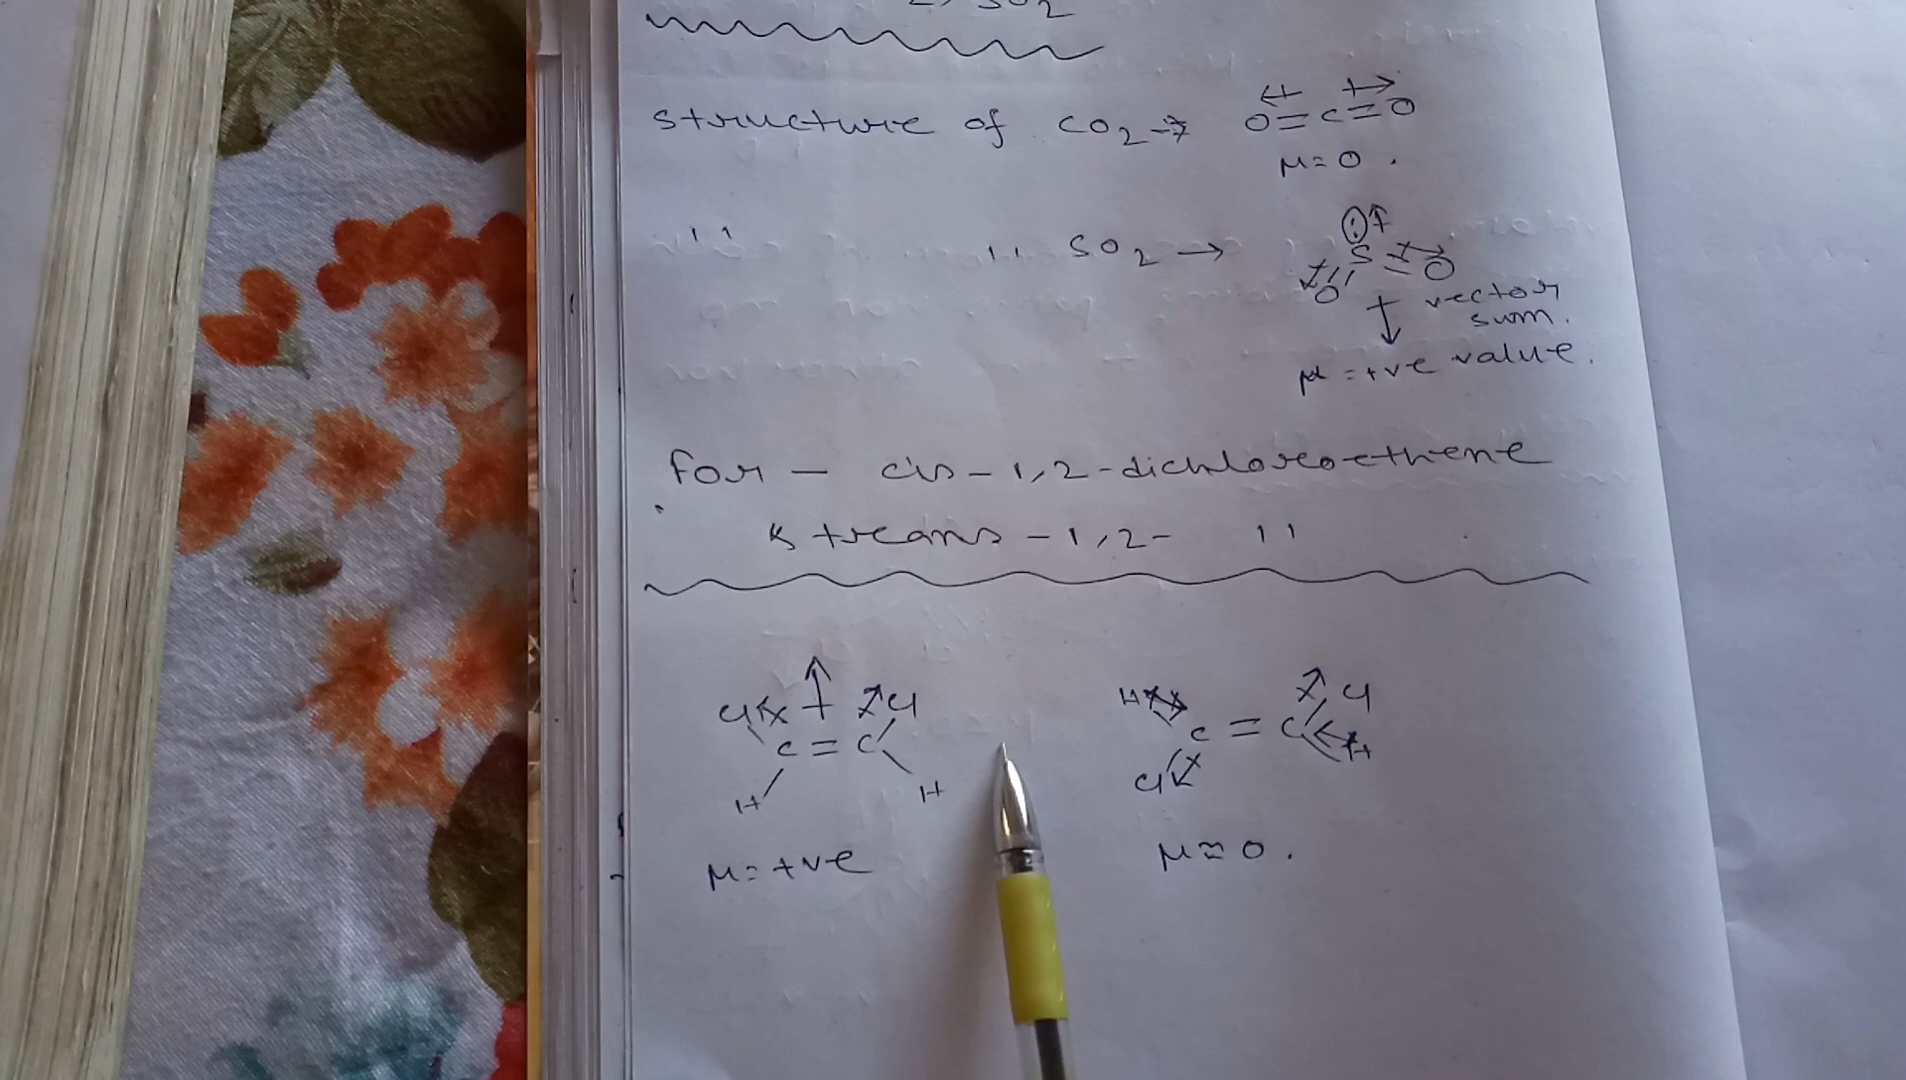 SO2
structure of CO2→ O=C=O
μ=0.
'' '' SO2→ S=O
O
vector
sum.
μ=+ve value.
For - cis-1,2-dichloroethene
& trans-1,2- ''
Cl Cl
C=C
H H
μ=+ve
H Cl
C=C
Cl H
μ≈0.